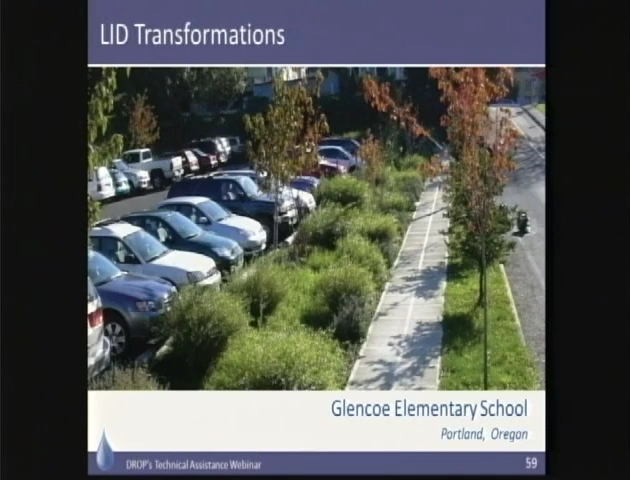 LID Transformations
Glencoe Elementary School
Portland, Oregon
DROP's Technical Assistance Webinar
59